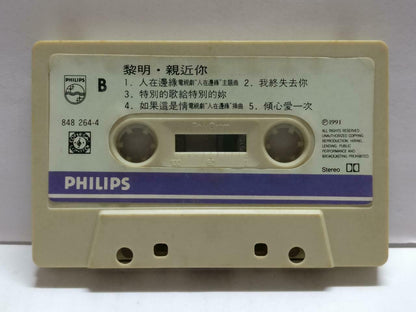 PHILIPS
B
黎明·親近你
1. 人在邊緣 電視劇"人在邊緣"主題曲 2. 我終失去你
3. 特別的歌給特別的妳
4. 如果這是情 電視劇"人在邊緣"插曲 5. 傾心愛一次
848 264-4
℗1991
ALL RIGHTS RESERVED.
UNAUTHORIZED COPYING,
REPRODUCTION, HIRING,
LENDING, PUBLIC
PERFORMANCE AND
BROADCASTING PROHIBITED.
Stereo
PHILIPS